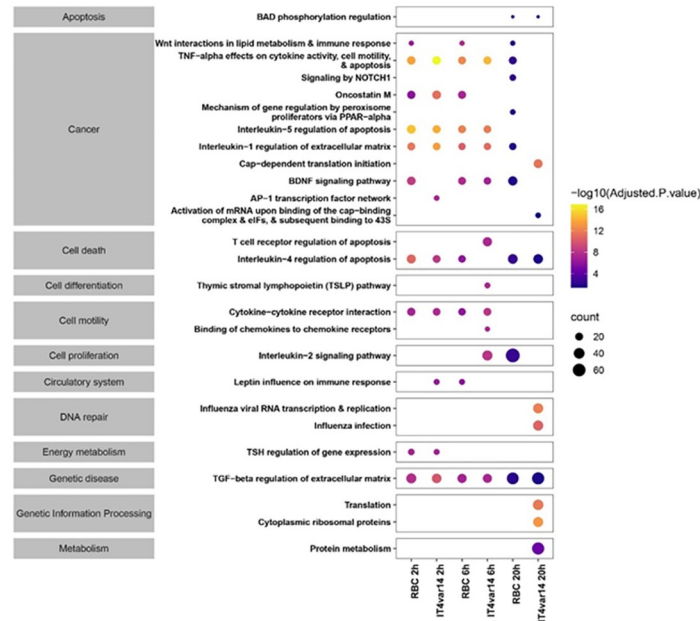 Apoptosis
BAD phosphorylation regulation
Cancer
Wnt interactions in lipid metabolism & immune response
TNF-alpha effects on cytokine activity, cell motility,
& apoptosis
Signaling by NOTCH1
Oncostatin M
Mechanism of gene regulation by peroxisome
proliferators via PPAR-alpha
Interleukin-5 regulation of apoptosis
Interleukin-1 regulation of extracellular matrix
Cap-dependent translation initiation
BDNF signaling pathway
AP-1 transcription factor network
Activation of mRNA upon binding of the cap-binding
complex & eIFs, & subsequent binding to 43S
Cell death
T cell receptor regulation of apoptosis
Interleukin-4 regulation of apoptosis
Cell differentiation
Thymic stromal lymphopoietin (TSLP) pathway
Cell motility
Cytokine-cytokine receptor interaction
Binding of chemokines to chemokine receptors
Cell proliferation
Interleukin-2 signaling pathway
Circulatory system
Leptin influence on immune response
DNA repair
Influenza viral RNA transcription & replication
Influenza infection
Energy metabolism
TSH regulation of gene expression
Genetic disease
TGF-beta regulation of extracellular matrix
Genetic Information Processing
Translation
Cytoplasmic ribosomal proteins
Metabolism
Protein metabolism
RBC 2h
IT4var14 2h
RBC 6h
IT4var14 6h
RBC 20h
IT4var14 20h
-log10(Adjusted.P.value)
16
12
8
4
count
20
40
60